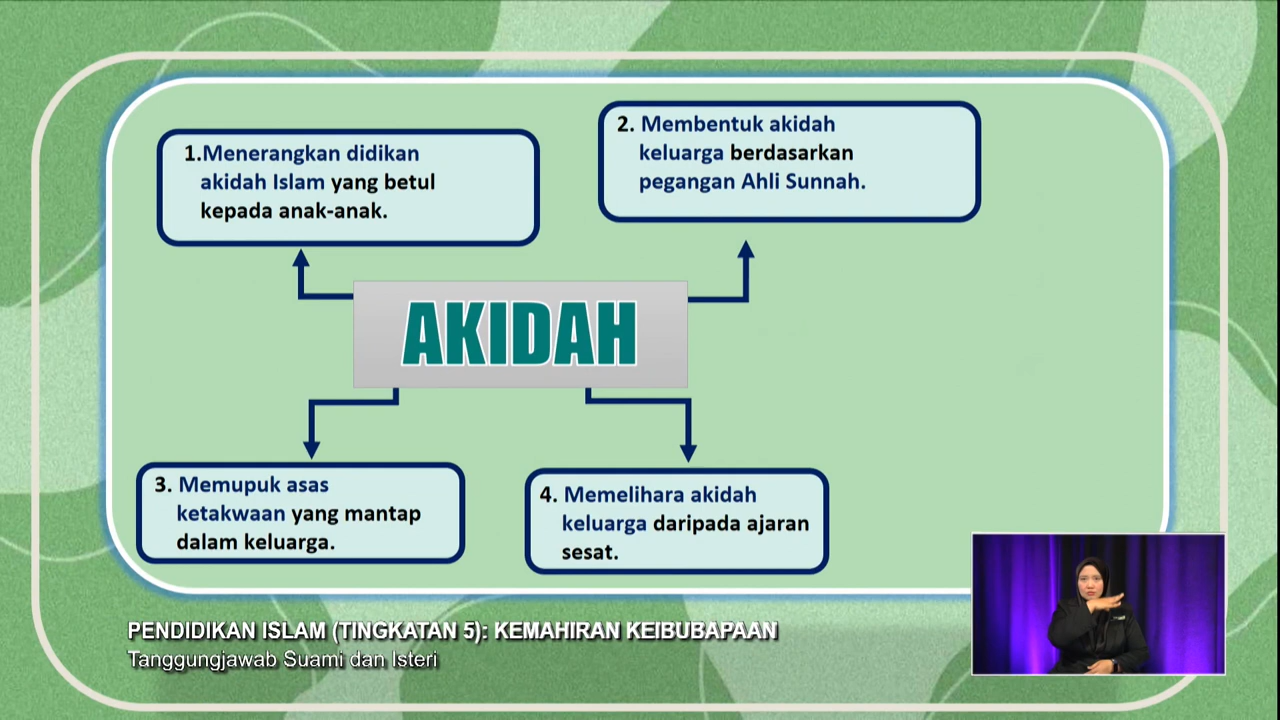 1.Menerangkan didikan
akidah Islam yang betul
kepada anak-anak.
2. Membentuk akidah
keluarga berdasarkan
pegangan Ahli Sunnah.
AKIDAH
3. Memupuk asas
ketakwaan yang mantap
dalam keluarga.
4. Memelihara akidah
keluarga daripada ajaran
sesat.
PENDIDIKAN ISLAM (TINGKATAN 5): KEMAHIRAN KEIBUBAPAAN
Tanggungjawab Suami dan Isteri